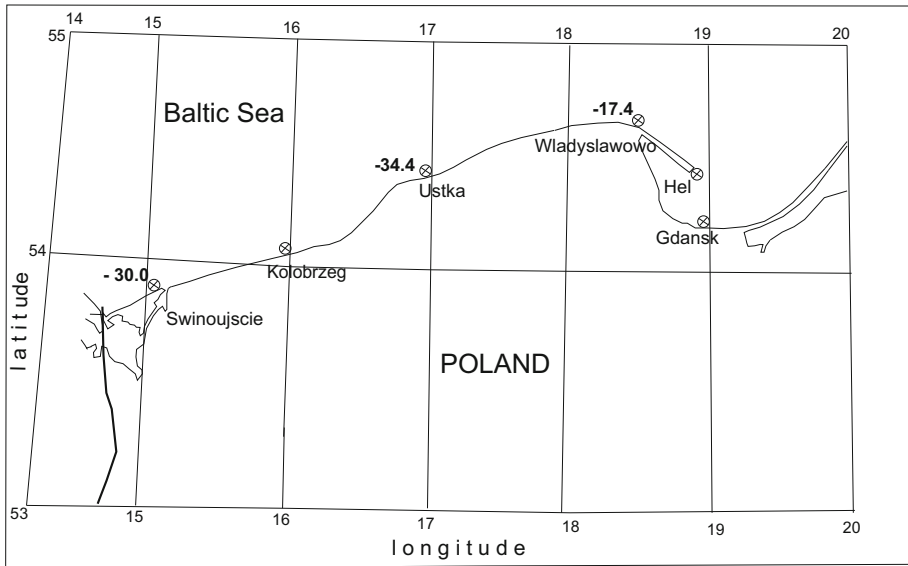 14 15 16 17 18 19 20
55
Baltic Sea
-17.4
Wladyslawowo
-34.4
Ustka
Hel
Gdansk
54
Kolobrzeg
- 30.0
Swinoujscie
latitude
POLAND
53
15 16 17 18 19 20
longitude